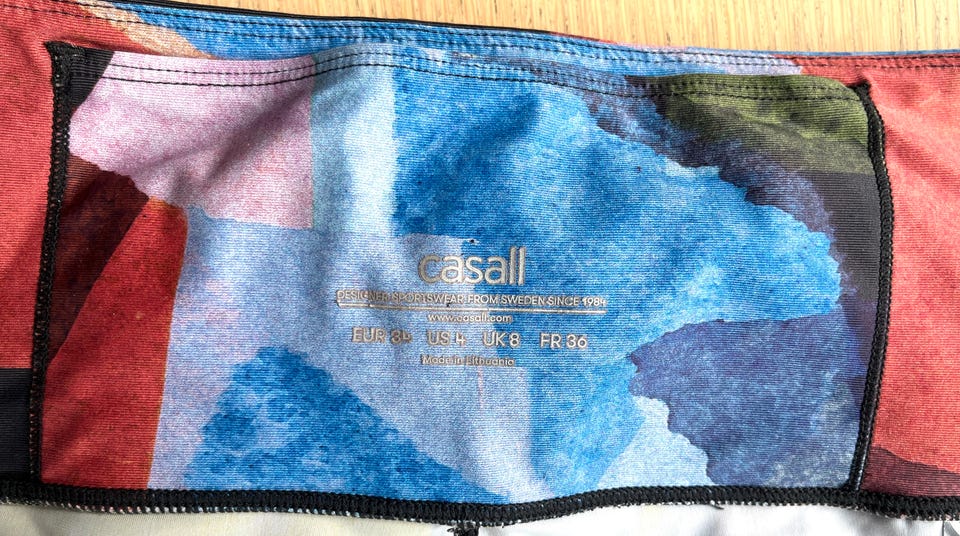 casall
DESIGNER SPORTSWEAR FROM SWEDEN SINCE 1984
www.casall.com
EUR 34 US 4 UK 8 FR 36
Made in Lithuania